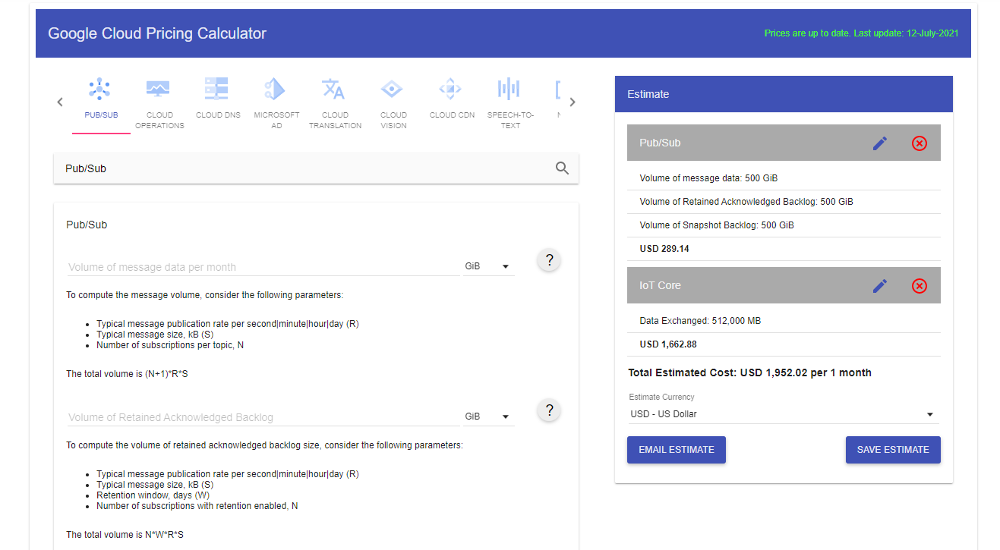 Google Cloud Pricing Calculator
Prices are up to date. Last update: 12-July-2021
PUB/SUB
CLOUD
OPERATIONS
CLOUD DNS
MICROSOFT
AD
CLOUD
TRANSLATION
CLOUD
VISION
CLOUD CDN
SPEECH-TO-
TEXT
Pub/Sub
Pub/Sub
Volume of message data per month
GiB
?
To compute the message volume, consider the following parameters:
Typical message publication rate per second|minute|hour|day (R)
Typical message size, kB (S)
Number of subscriptions per topic, N
The total volume is (N+1)*R*S
Volume of Retained Acknowledged Backlog
GiB
?
To compute the volume of retained acknowledged backlog size, consider the following parameters:
Typical message publication rate per second|minute|hour|day (R)
Typical message size, kB (S)
Retention window, days (W)
Number of subscriptions with retention enabled, N
The total volume is N*W*R*S
Estimate
Pub/Sub
Volume of message data: 500 GiB
Volume of Retained Acknowledged Backlog: 500 GiB
Volume of Snapshot Backlog: 500 GiB
USD 289.14
IoT Core
Data Exchanged: 512,000 MB
USD 1,662.88
Total Estimated Cost: USD 1,952.02 per 1 month
Estimate Currency
USD - US Dollar
EMAIL ESTIMATE
SAVE ESTIMATE